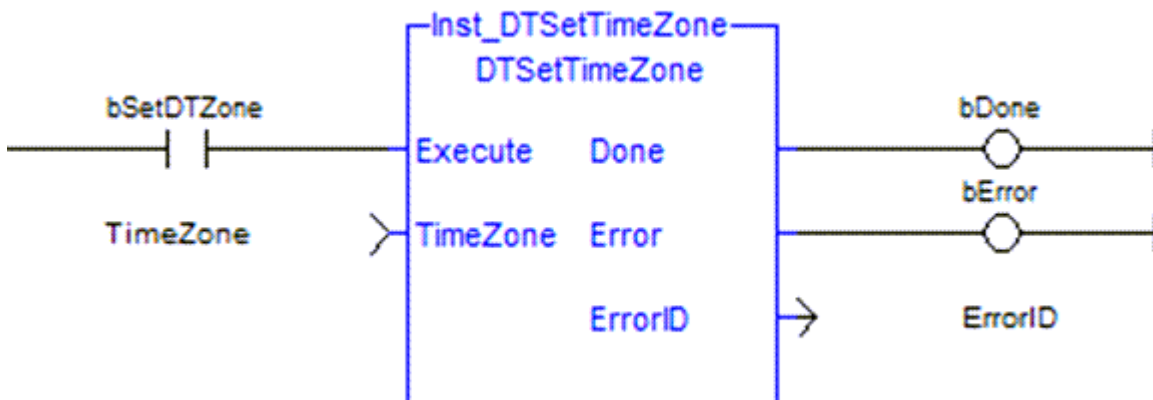 Inst_DTSetTimeZone
DTSetTimeZone
bSetDTZone bDone
Execute Done
bError
TimeZone TimeZone Error
ErrorID ErrorID